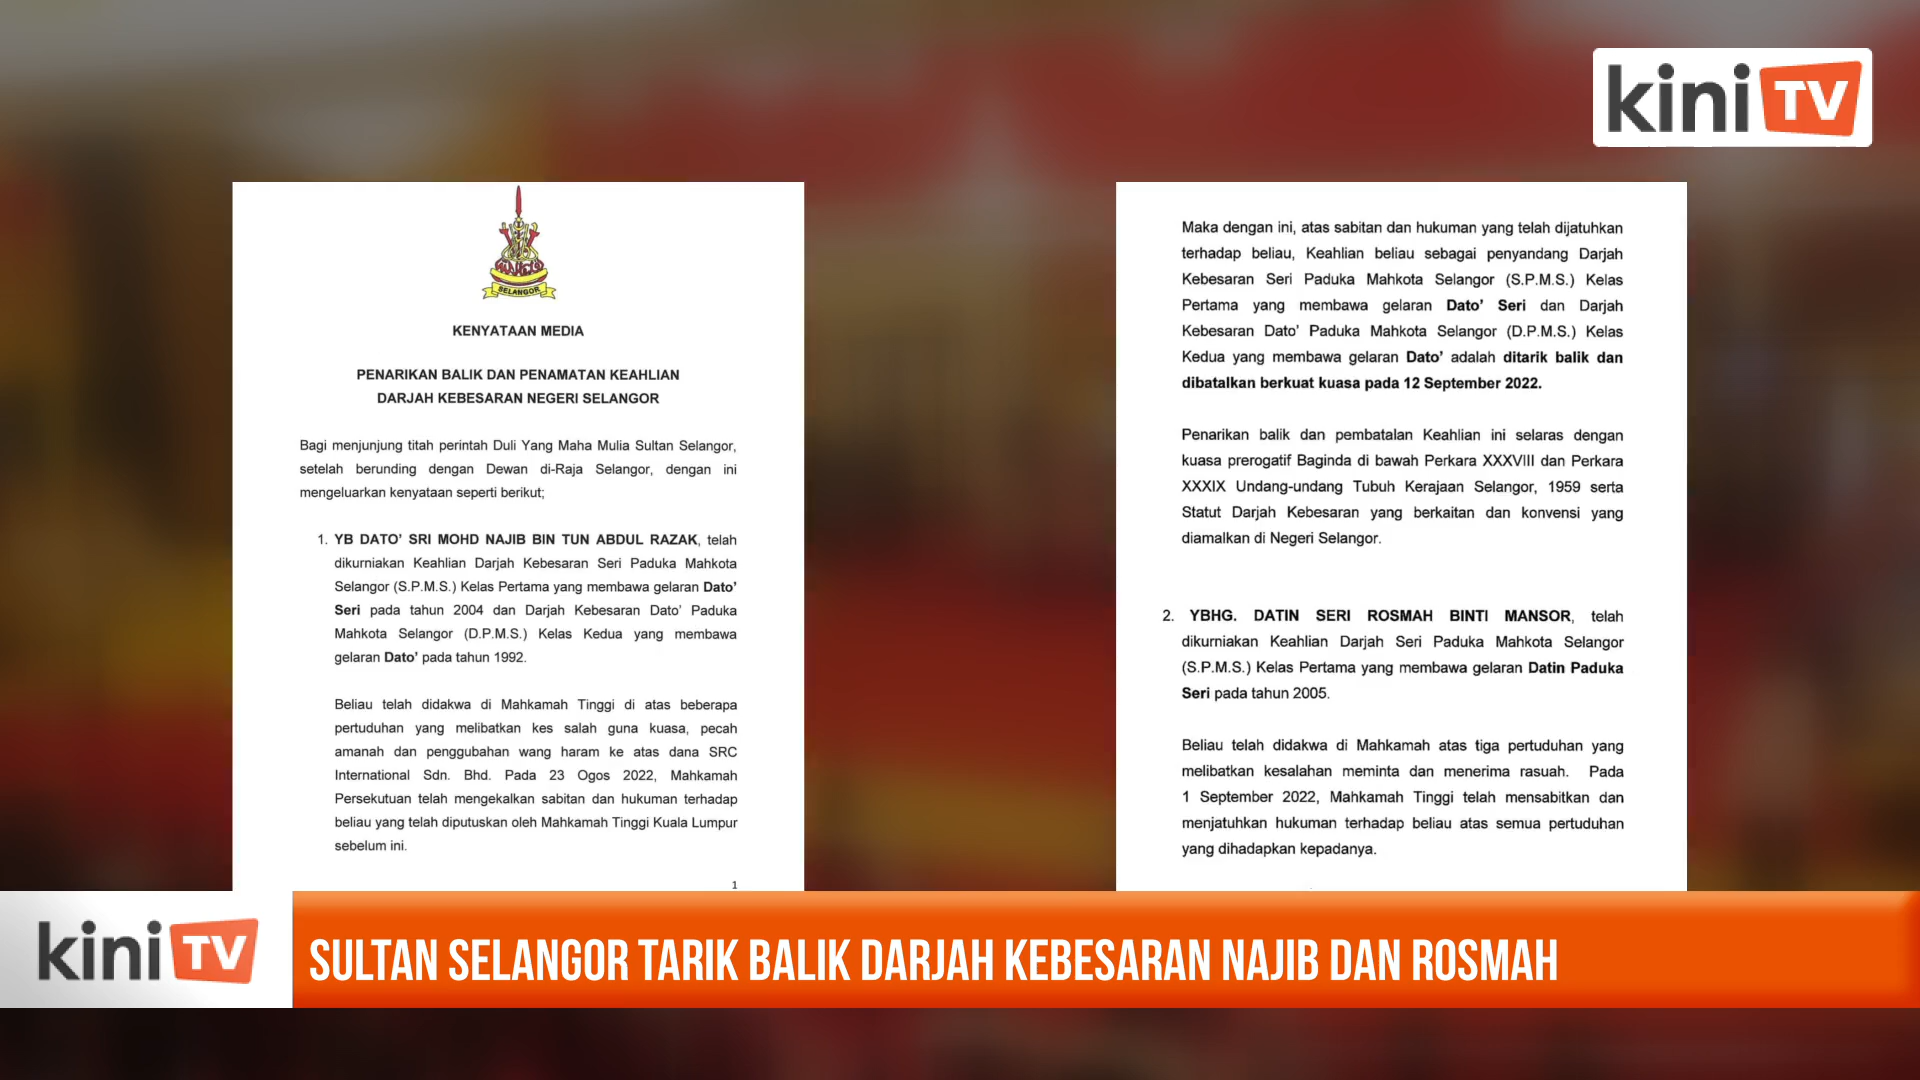 kini TV
SELANGOR
KENYATAAN MEDIA
PENARIKAN BALIK DAN PENAMATAN KEAHLIAN
DARJAH KEBESARAN NEGERI SELANGOR
Bagi menjunjung titah perintah Duli Yang Maha Mulia Sultan Selangor,
setelah berunding dengan Dewan di-Raja Selangor, dengan ini
mengeluarkan kenyataan seperti berikut;
1. YB DATO' SRI MOHD NAJIB BIN TUN ABDUL RAZAK, telah
dikurniakan Keahlian Darjah Kebesaran Seri Paduka Mahkota
Selangor (S.P.M.S.) Kelas Pertama yang membawa gelaran Dato'
Seri pada tahun 2004 dan Darjah Kebesaran Dato' Paduka
Mahkota Selangor (D.P.M.S.) Kelas Kedua yang membawa
gelaran Dato' pada tahun 1992.
Beliau telah didakwa di Mahkamah Tinggi di atas beberapa
pertuduhan yang melibatkan kes salah guna kuasa, pecah
amanah dan penggubahan wang haram ke atas dana SRC
International Sdn. Bhd. Pada 23 Ogos 2022, Mahkamah
Persekutuan telah mengekalkan sabitan dan hukuman terhadap
beliau yang telah diputuskan oleh Mahkamah Tinggi Kuala Lumpur
sebelum ini.
1
Maka dengan ini, atas sabitan dan hukuman yang telah dijatuhkan
terhadap beliau, Keahlian beliau sebagai penyandang Darjah
Kebesaran Seri Paduka Mahkota Selangor (S.P.M.S.) Kelas
Pertama yang membawa gelaran Dato' Seri dan Darjah
Kebesaran Dato' Paduka Mahkota Selangor (D.P.M.S.) Kelas
Kedua yang membawa gelaran Dato' adalah ditarik balik dan
dibatalkan berkuat kuasa pada 12 September 2022.
Penarikan balik dan pembatalan Keahlian ini selaras dengan
kuasa prerogatif Baginda di bawah Perkara XXXVIII dan Perkara
XXXIX Undang-undang Tubuh Kerajaan Selangor, 1959 serta
Statut Darjah Kebesaran yang berkaitan dan konvensi yang
diamalkan di Negeri Selangor.
2. YBHG. DATIN SERI ROSMAH BINTI MANSOR, telah
dikurniakan Keahlian Darjah Seri Paduka Mahkota Selangor
(S.P.M.S.) Kelas Pertama yang membawa gelaran Datin Paduka
Seri pada tahun 2005.
Beliau telah didakwa di Mahkamah atas tiga pertuduhan yang
melibatkan kesalahan meminta dan menerima rasuah. Pada
1 September 2022, Mahkamah Tinggi telah mensabitkan dan
menjatuhkan hukuman terhadap beliau atas semua pertuduhan
yang dihadapkan kepadanya.
kini TV
SULTAN SELANGOR TARIK BALIK DARJAH KEBESARAN NAJIB DAN ROSMAH